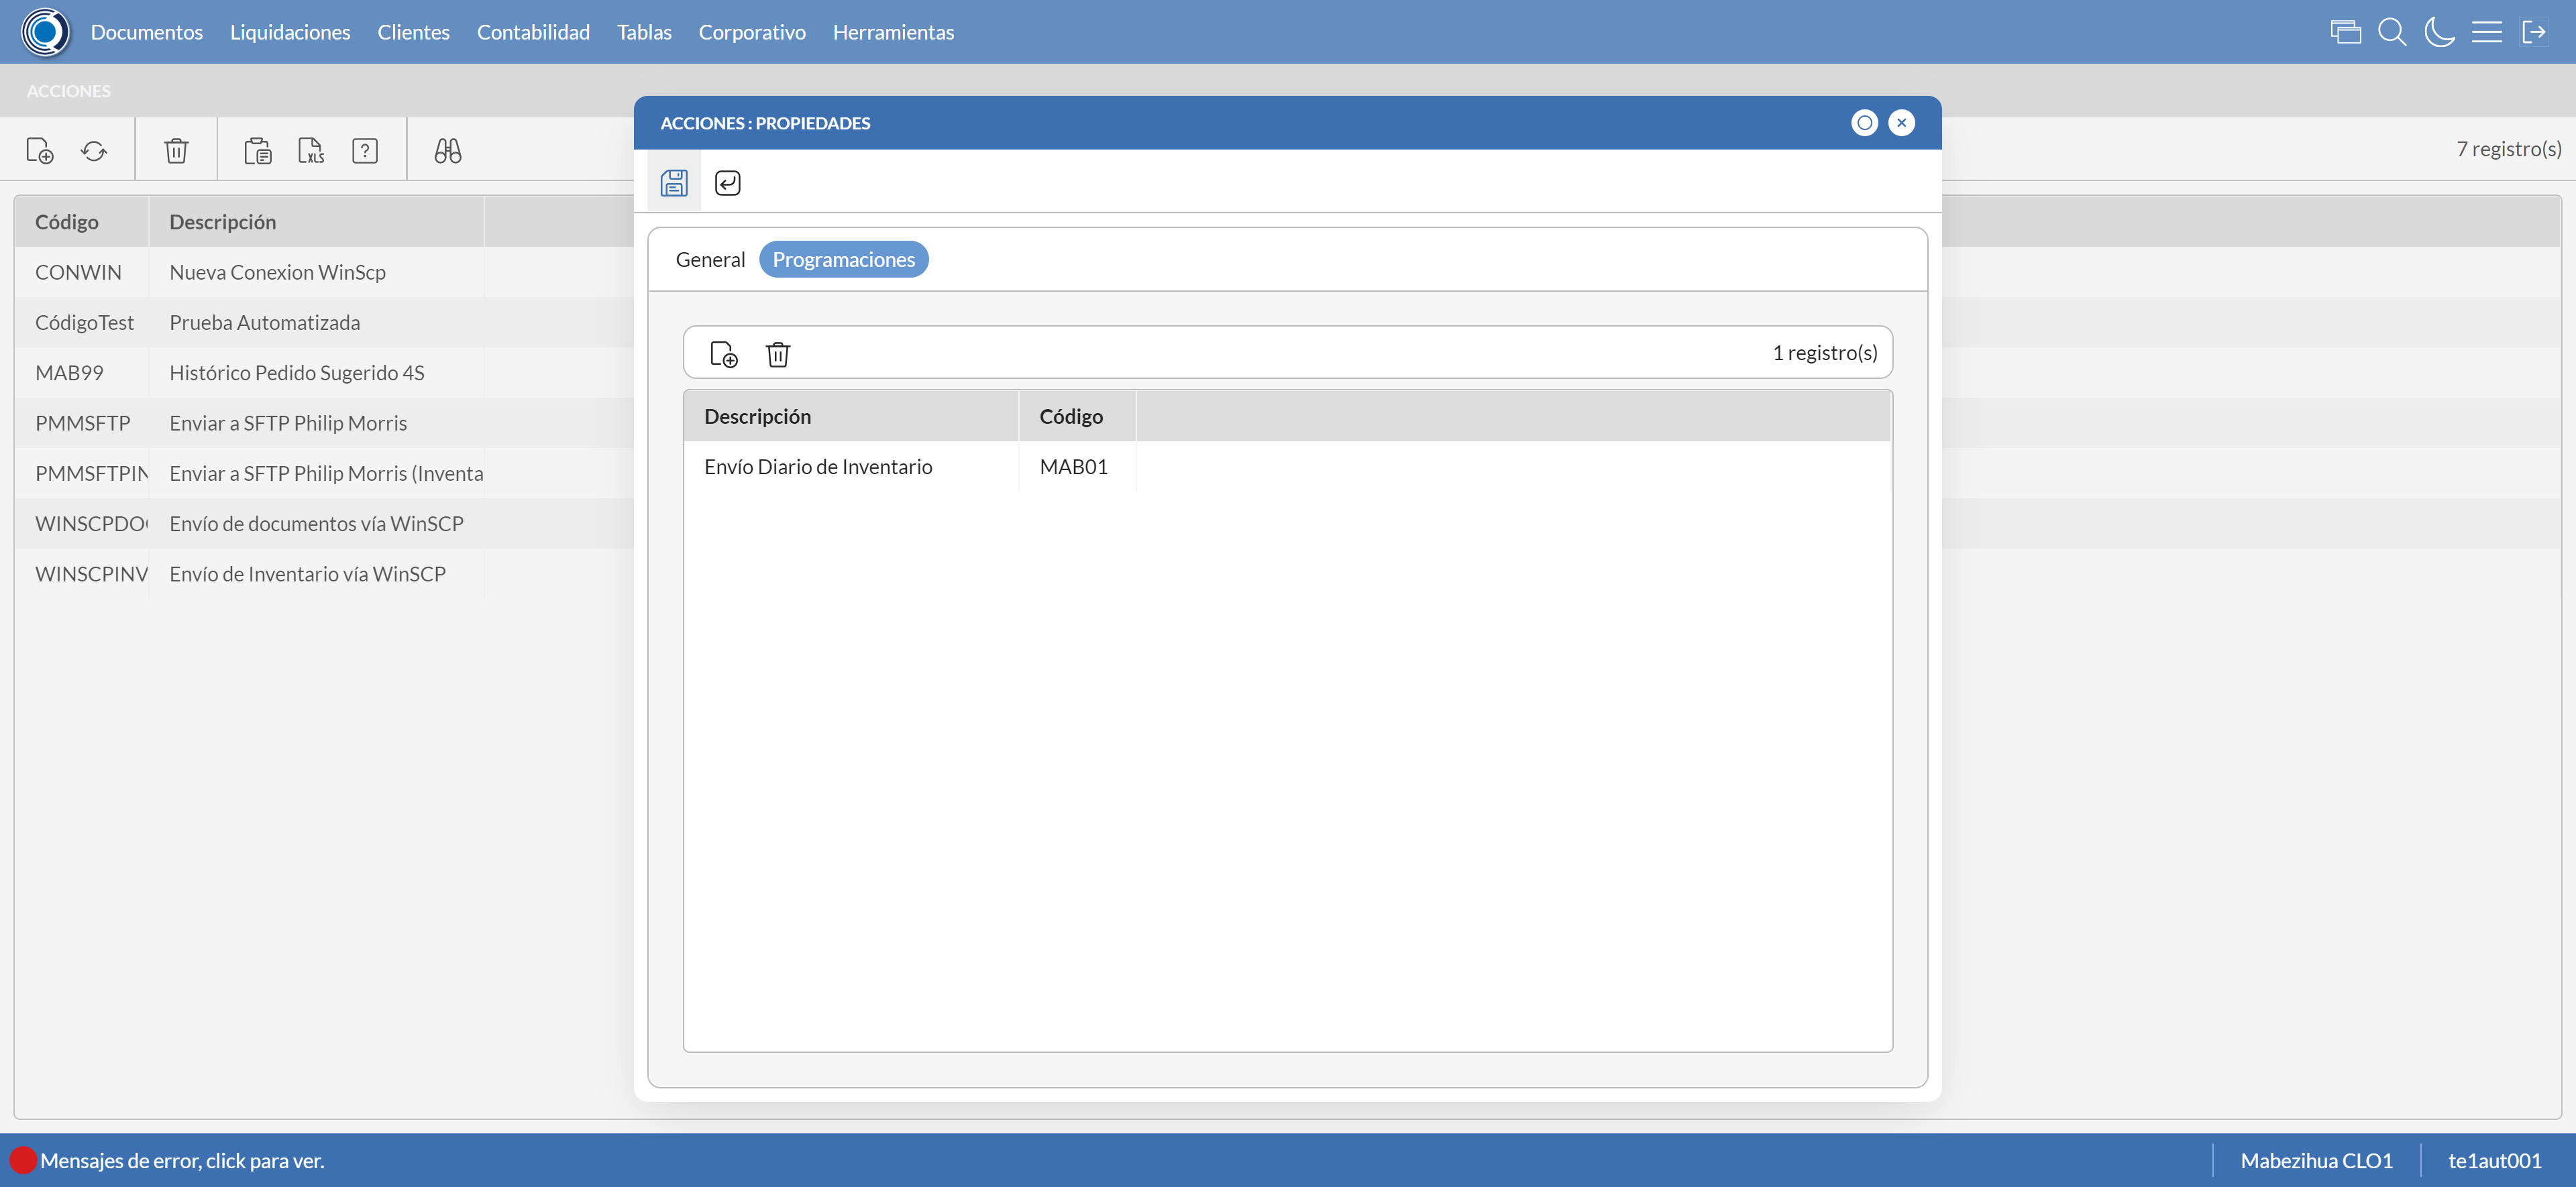 Documentos Liquidaciones Clientes Contabilidad Tablas Corporativo Herramientas
ACCIONES
ACCIONES : PROPIEDADES
XLS ?
7 registro(s)
General Programaciones
1 registro(s)
Descripción Código
Envío Diario de Inventario MAB01
Código Descripción
CONWIN Nueva Conexion WinScp
CódigoTest Prueba Automatizada
MAB99 Histórico Pedido Sugerido 4S
PMMSFTP Enviar a SFTP Philip Morris
PMMSFTPIN Enviar a SFTP Philip Morris (Inventa
WINSCPDO Envío de documentos vía WinSCP
WINSCPINV Envío de Inventario vía WinSCP
Mensajes de error, click para ver.
Mabezihua CLO1 te1aut001